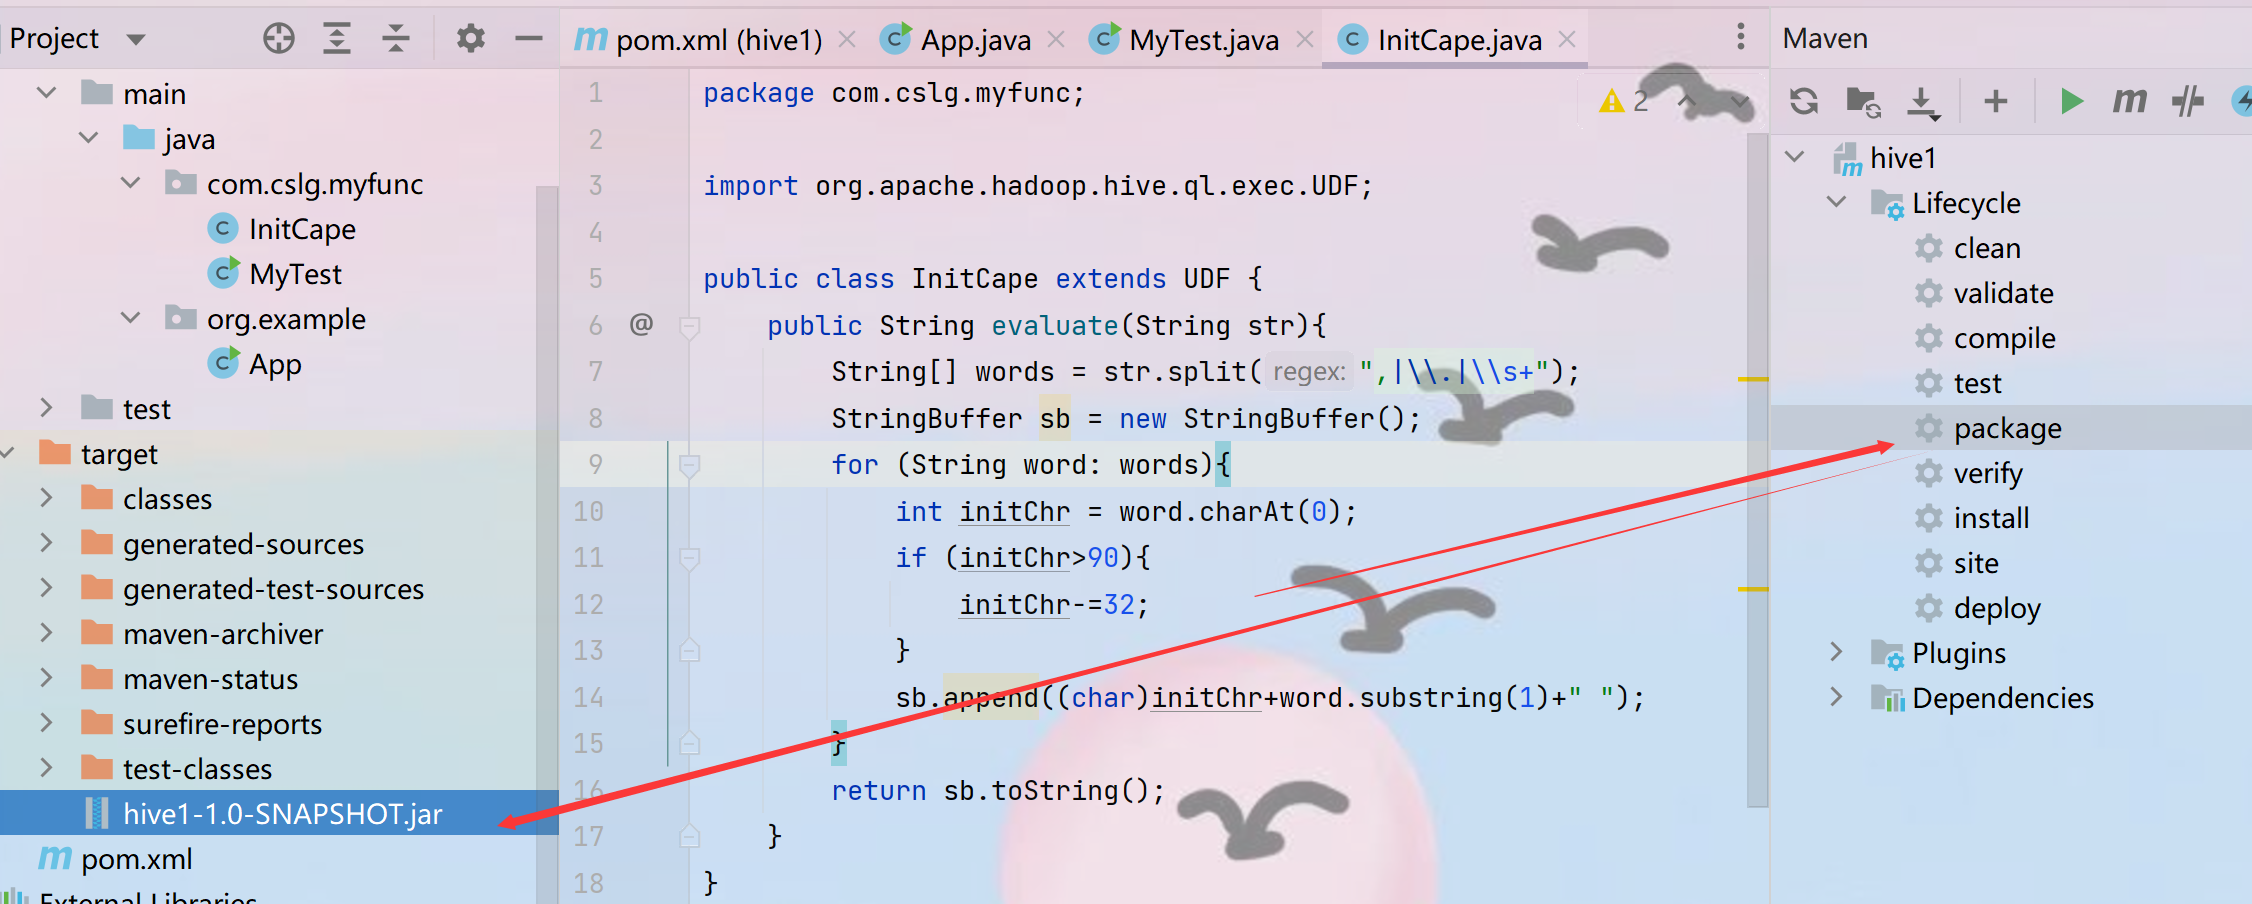 Project
main
java
com.cslg.myfunc
InitCape
MyTest
org.example
App
test
target
classes
generated-sources
generated-test-sources
maven-archiver
maven-status
surefire-reports
test-classes
hive1-1.0-SNAPSHOT.jar
pom.xml
External Libraries
pom.xml (hive1)
App.java
MyTest.java
InitCape.java
2
1 package com.cslg.myfunc;
2
3 import org.apache.hadoop.hive.ql.exec.UDF;
4
5 public class InitCape extends UDF {
6 @ public String evaluate(String str){
7 String[] words = str.split( regex: ",|\\.|\\s+");
8 StringBuffer sb = new StringBuffer();
9 for (String word: words){
10 int initChr = word.charAt(0);
11 if (initChr>90){
12 initChr-=32;
13 }
14 sb.append((char)initChr+word.substring(1)+" ");
15 }
16 return sb.toString();
17 }
18 }
Maven
hive1
Lifecycle
clean
validate
compile
test
package
verify
install
site
deploy
Plugins
Dependencies